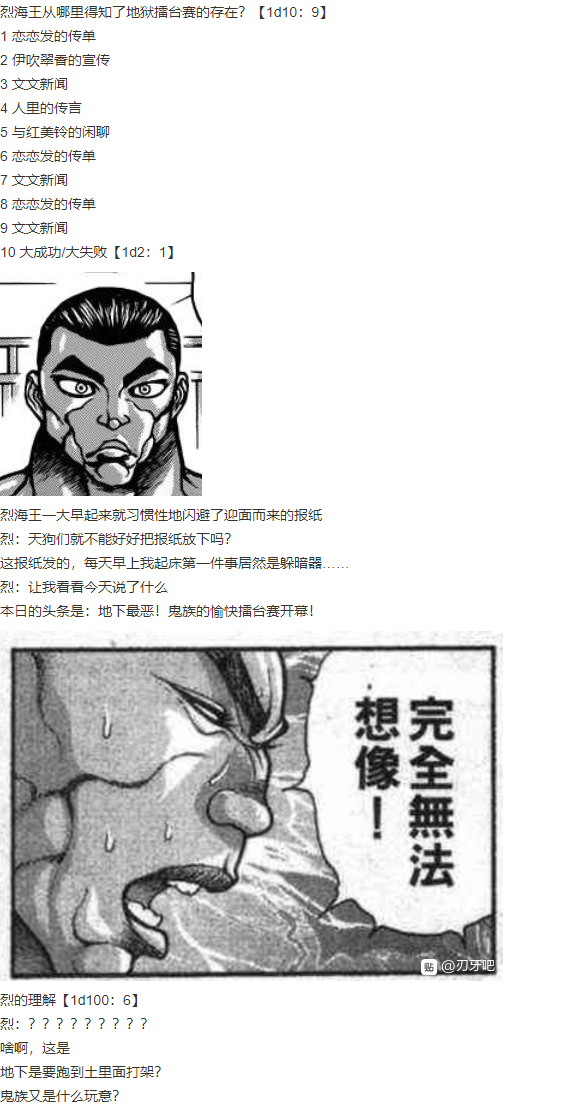 烈海王从哪里得知了地狱擂台赛的存在？【1d10：9】
1 恋恋发的传单
2 伊吹翠香的宣传
3 文文新闻
4 人里的传言
5 与红美铃的闲聊
6 恋恋发的传单
7 文文新闻
8 恋恋发的传单
9 文文新闻
10 大成功/大失败【1d2：1】
烈海王一大早起来就习惯性地闪避了迎面而来的报纸
烈：天狗们就不能好好把报纸放下吗？
这报纸发的，每天早上我起床第一件事居然是躲暗器……
烈：让我看看今天说了什么
本日的头条是：地下最恶！鬼族的愉快擂台赛开幕！
完全無法
想像！
贴 @刃牙吧
烈的理解【1d100：6】
烈：？？？？？？？？？
啥啊，这是
地下是要跑到土里面打架？
鬼族又是什么玩意？